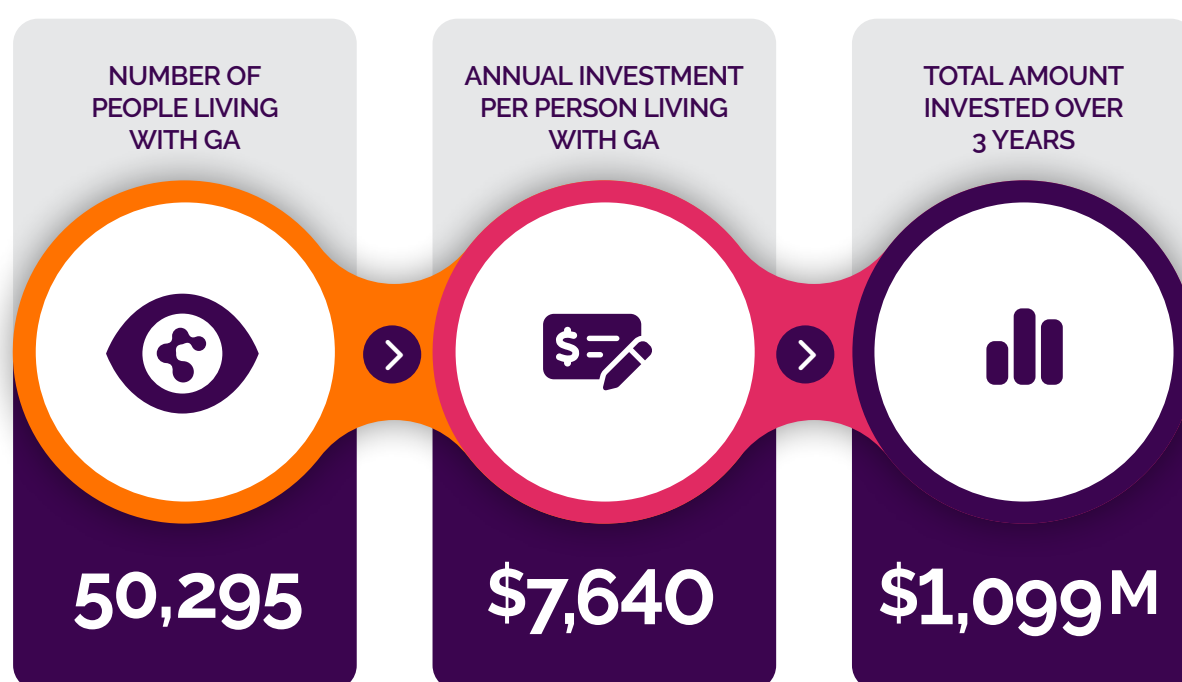 NUMBER OF
PEOPLE LIVING
WITH GA
50,295
ANNUAL INVESTMENT
PER PERSON LIVING
WITH GA
$
$7,640
TOTAL AMOUNT
INVESTED OVER
3 YEARS
$1,099 M